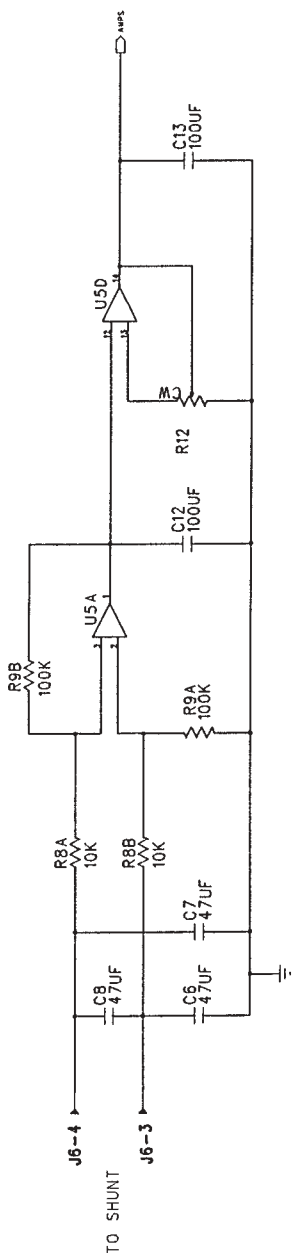 TO SHUNT
J6-4
J6-3
C8
47UF
C6
47UF
C7
47UF
R8A
10K
R8B
10K
R9B
100K
R9A
100K
3
2
U5A
1
C12
100UF
12
13
U5D
14
CW
R12
C13
100UF
AMPS